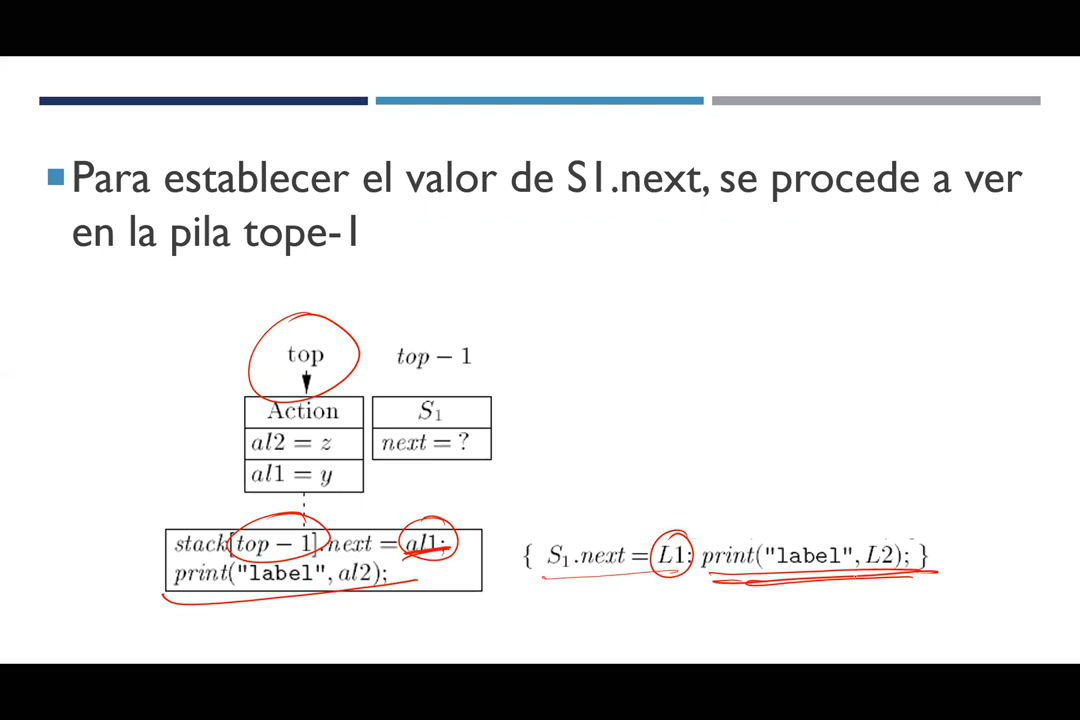 Para establecer el valor de S1.next, se procede a ver
en la pila tope-1
top
top − 1
Action
S₁
al2 = z
next = ?
al1 = y
stack[top − 1].next = al1;
print("label", al2);
{ S₁.next = L1; print("label", L2); }